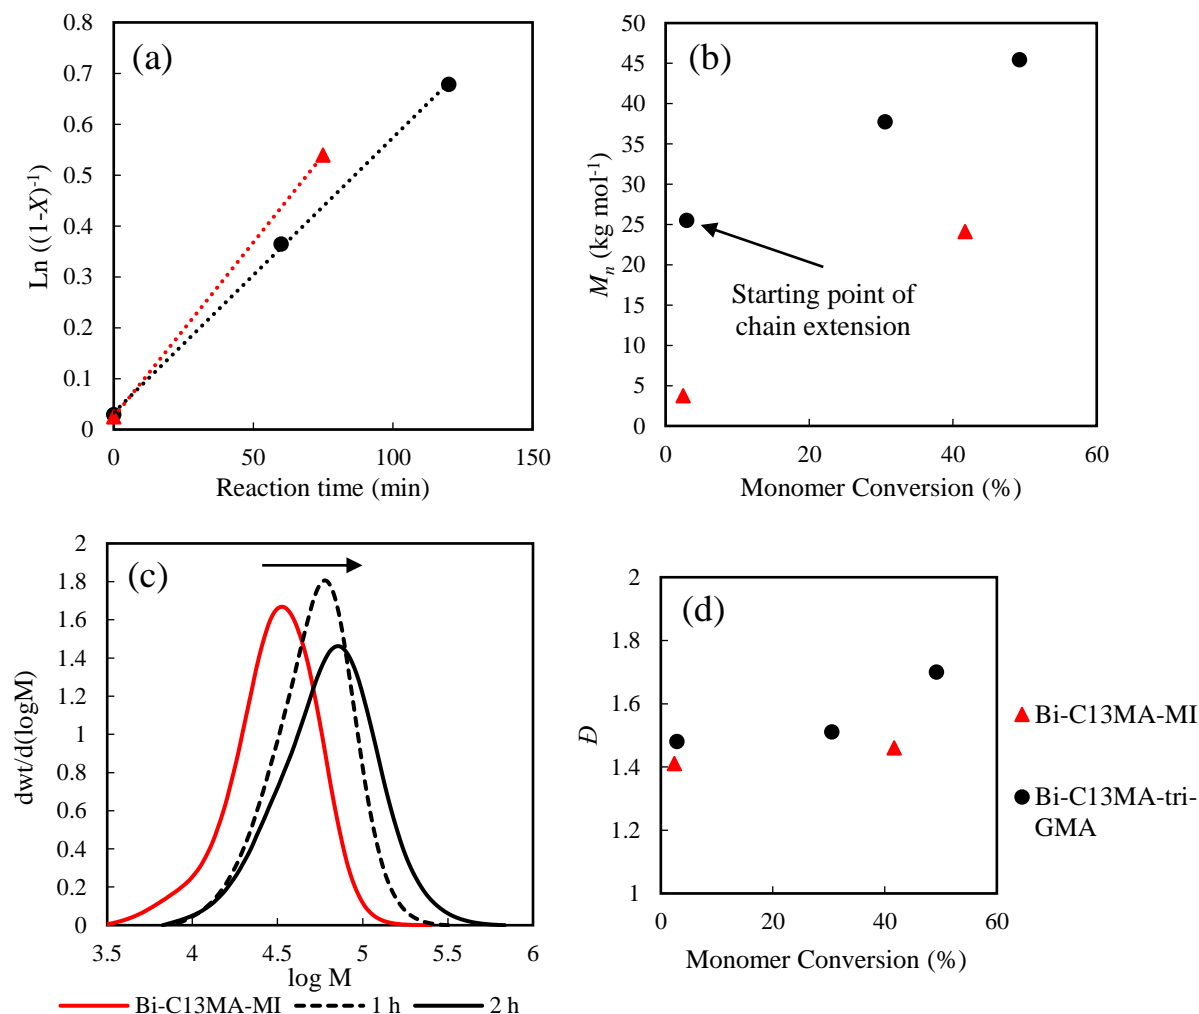 (a)
0.8
0.7
0.6
0.5
0.4
0.3
0.2
0.1
0
Ln ((1-X)-1)
0 50 100 150
Reaction time (min)
(b)
50
45
40
35
30
25
20
15
10
5
0
Mn (kg mol-1)
Starting point of
chain extension
0 20 40 60
Monomer Conversion (%)
(c)
2
1.8
1.6
1.4
1.2
1
0.8
0.6
0.4
0.2
0
dwt/d(logM)
3.5 4 4.5 5 5.5 6
log M
Bi-C13MA-MI 1 h 2 h
(d)
2
1.8
1.6
1.4
1.2
1
Đ
0 20 40 60
Monomer Conversion (%)
Bi-C13MA-MI
Bi-C13MA-tri-
GMA